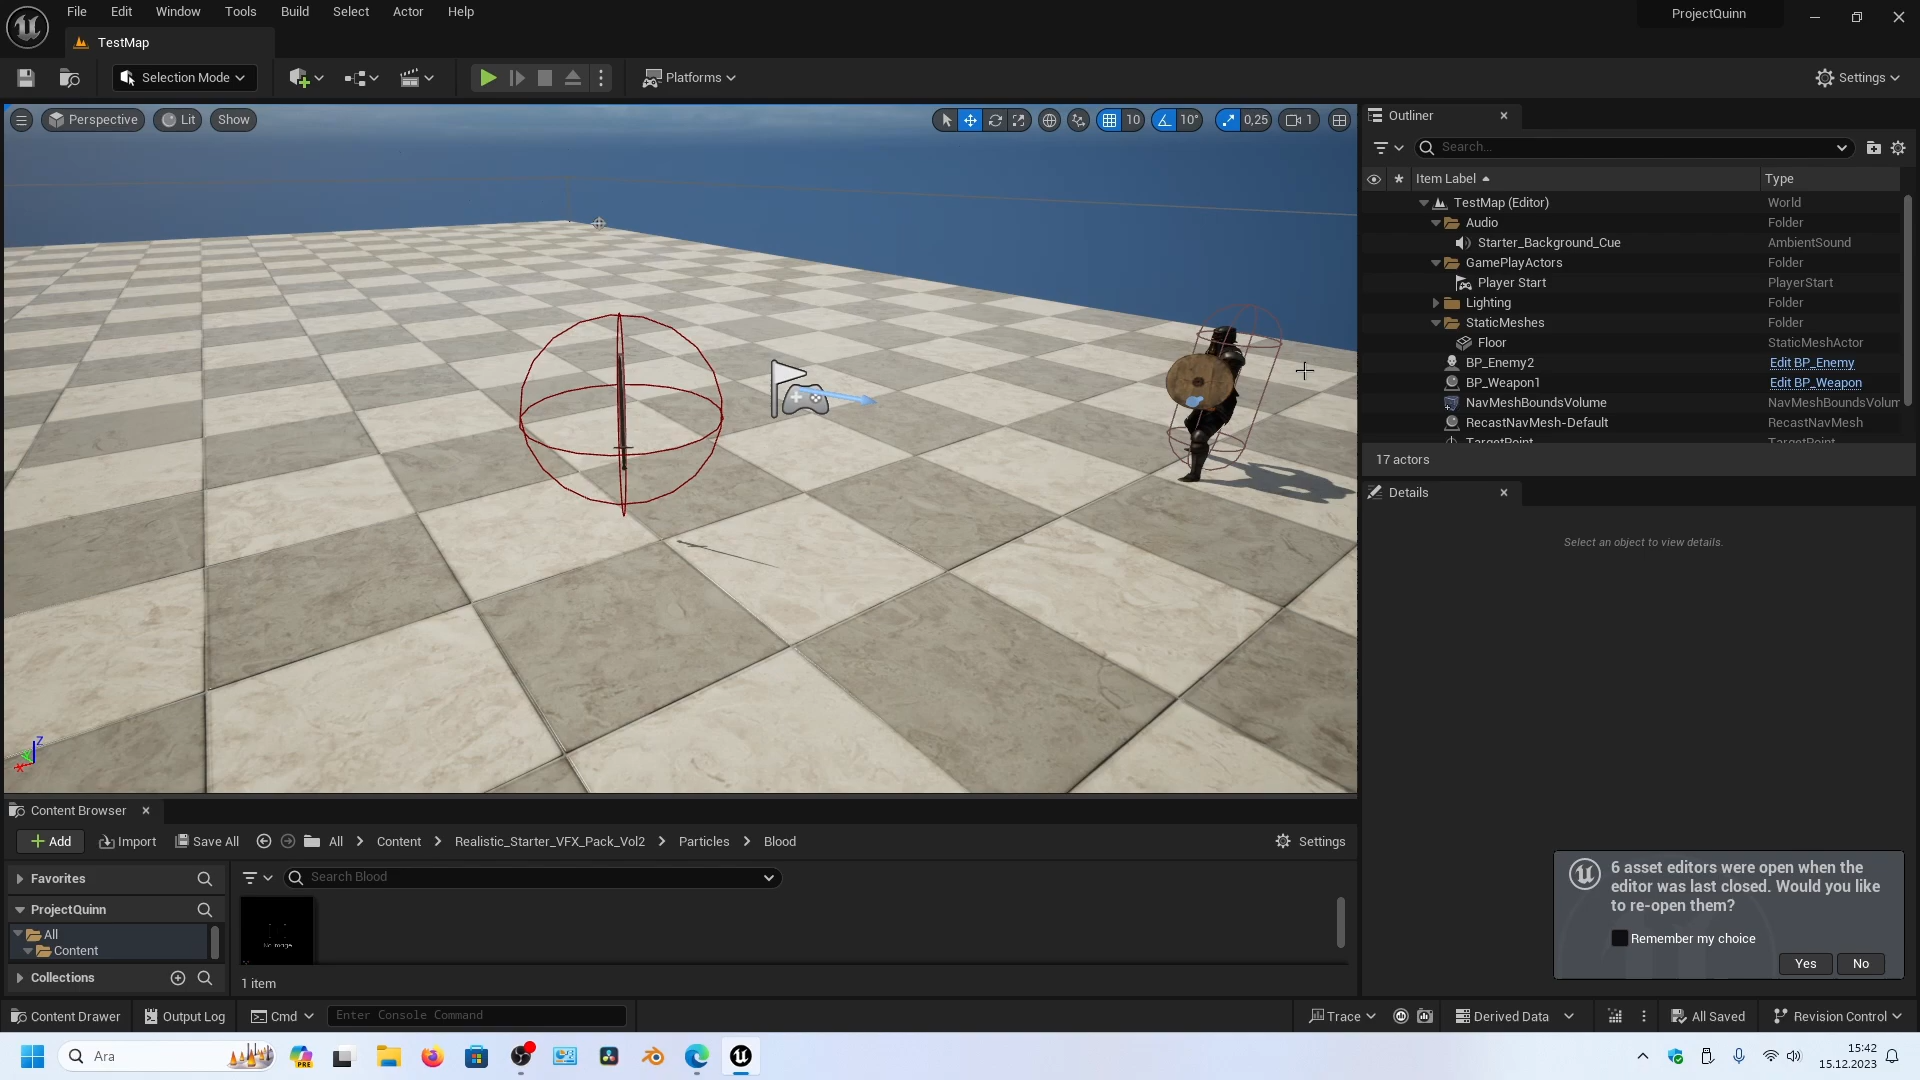 File Edit Window Tools Build Select Actor Help
ProjectQuinn
TestMap
Selection Mode
Platforms
Settings
Perspective Lit Show
10 10° 0,25 1
Outliner
Search...
Item Label Type
TestMap (Editor) World
Audio Folder
Starter_Background_Cue AmbientSound
GamePlayActors Folder
Player Start PlayerStart
Lighting Folder
StaticMeshes Folder
Floor StaticMeshActor
BP_Enemy2 Edit BP_Enemy
BP_Weapon1 Edit BP_Weapon
NavMeshBoundsVolume NavMeshBoundsVolum
RecastNavMesh-Default RecastNavMesh
TargetPoint TargetPoint
17 actors
Details
Select an object to view details.
Z
X
Content Browser
Add Import Save All All Content Realistic_Starter_VFX_Pack_Vol2 Particles Blood Settings
Favorites
Search Blood
ProjectQuinn
All
Content
No Image
Collections
1 item
6 asset editors were open when the
editor was last closed. Would you like
to re-open them?
Remember my choice
Yes No
Content Drawer Output Log Cmd Enter Console Command Trace Derived Data All Saved Revision Control
Ara
PRE
15:42
15.12.2023